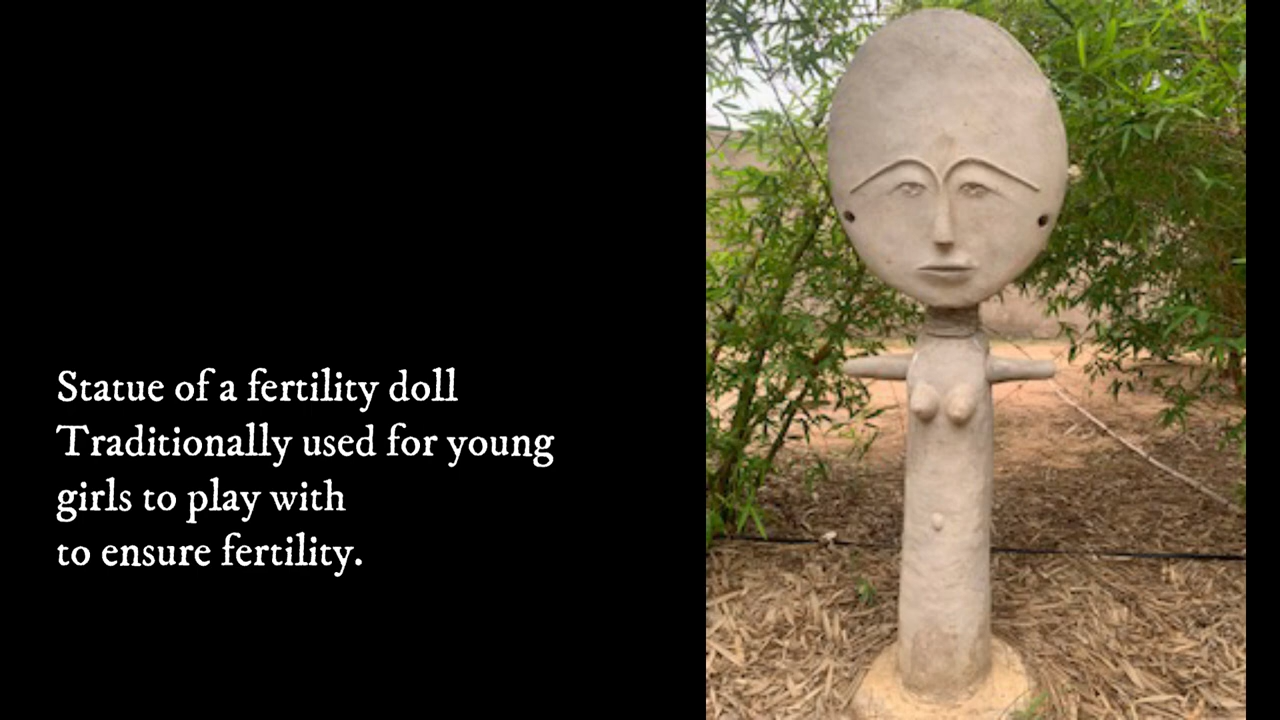 Statue of a fertility doll
Traditionally used for young
girls to play with
to ensure fertility.